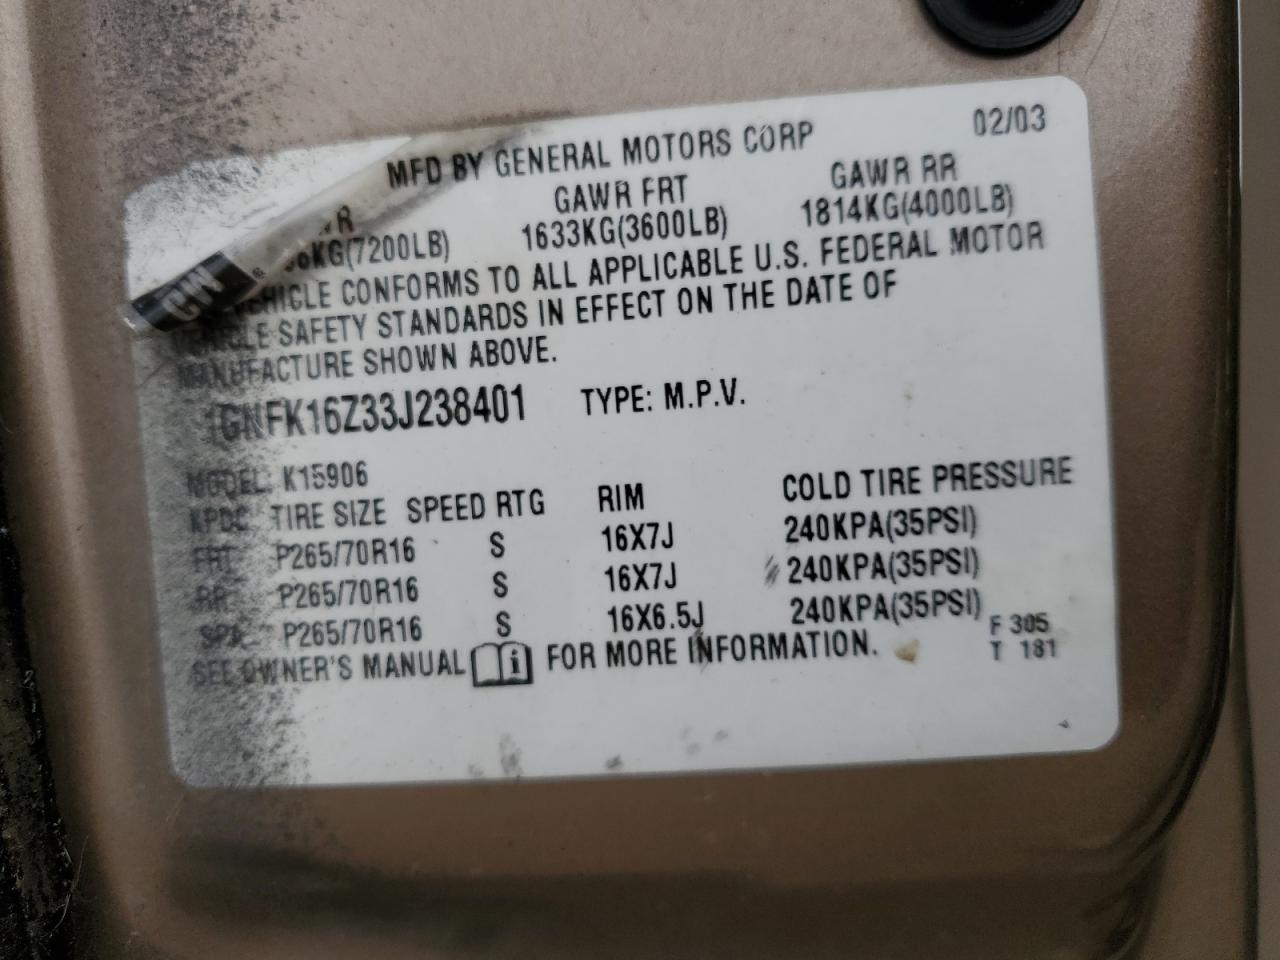 MFD BY GENERAL MOTORS CORP 02/03
GAWR FRT GAWR RR
KG(7200LB) 1633KG(3600LB) 1814KG(4000LB)
VEHICLE CONFORMS TO ALL APPLICABLE U.S. FEDERAL MOTOR
VEHICLE SAFETY STANDARDS IN EFFECT ON THE DATE OF
MANUFACTURE SHOWN ABOVE.
1GNFK16Z33J238401 TYPE: M.P.V.
MODEL: K15906
TIRE SIZE SPEED RTG RIM COLD TIRE PRESSURE
FRT P265/70R16 S 16X7J 240KPA(35PSI)
RR P265/70R16 S 16X7J 240KPA(35PSI)
SPA P265/70R16 S 16X6.5J 240KPA(35PSI)
SEE OWNER'S MANUAL FOR MORE INFORMATION.
F 305
T 181
GM